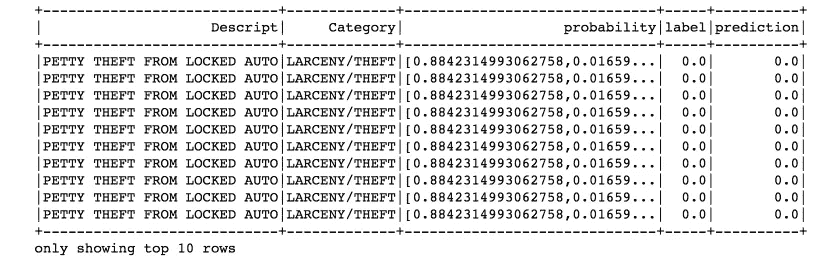 +------------------------------+-------------+------------------------------+-----+----------+
|                      Descript|     Category|                   probability|label|prediction|
+------------------------------+-------------+------------------------------+-----+----------+
|PETTY THEFT FROM LOCKED AUTO|LARCENY/THEFT|[0.8842314993062758,0.01659...|  0.0|       0.0|
|PETTY THEFT FROM LOCKED AUTO|LARCENY/THEFT|[0.8842314993062758,0.01659...|  0.0|       0.0|
|PETTY THEFT FROM LOCKED AUTO|LARCENY/THEFT|[0.8842314993062758,0.01659...|  0.0|       0.0|
|PETTY THEFT FROM LOCKED AUTO|LARCENY/THEFT|[0.8842314993062758,0.01659...|  0.0|       0.0|
|PETTY THEFT FROM LOCKED AUTO|LARCENY/THEFT|[0.8842314993062758,0.01659...|  0.0|       0.0|
|PETTY THEFT FROM LOCKED AUTO|LARCENY/THEFT|[0.8842314993062758,0.01659...|  0.0|       0.0|
|PETTY THEFT FROM LOCKED AUTO|LARCENY/THEFT|[0.8842314993062758,0.01659...|  0.0|       0.0|
|PETTY THEFT FROM LOCKED AUTO|LARCENY/THEFT|[0.8842314993062758,0.01659...|  0.0|       0.0|
|PETTY THEFT FROM LOCKED AUTO|LARCENY/THEFT|[0.8842314993062758,0.01659...|  0.0|       0.0|
|PETTY THEFT FROM LOCKED AUTO|LARCENY/THEFT|[0.8842314993062758,0.01659...|  0.0|       0.0|
+------------------------------+-------------+------------------------------+-----+----------+
only showing top 10 rows